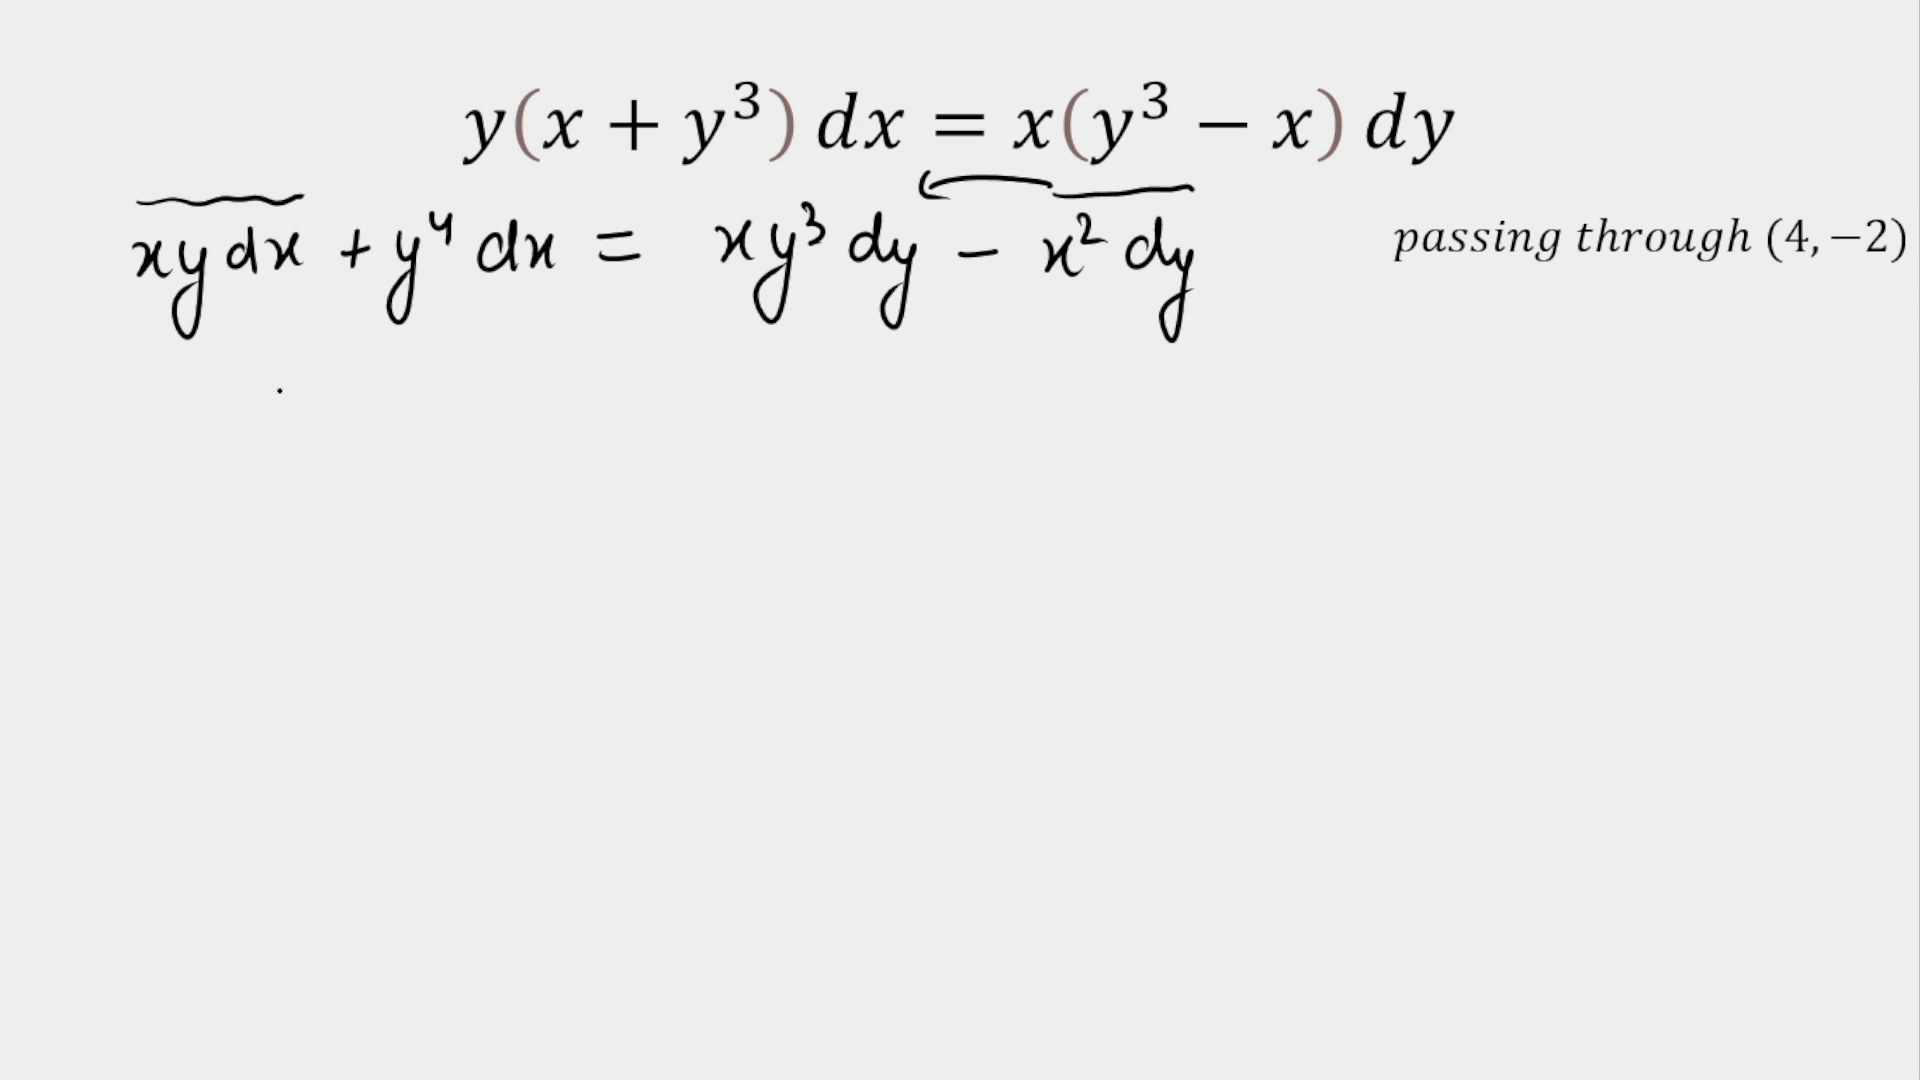 y(x + y³) dx = x(y³ − x) dy
xy dx + y⁴ dx = xy³ dy − x² dy
passing through (4, −2)